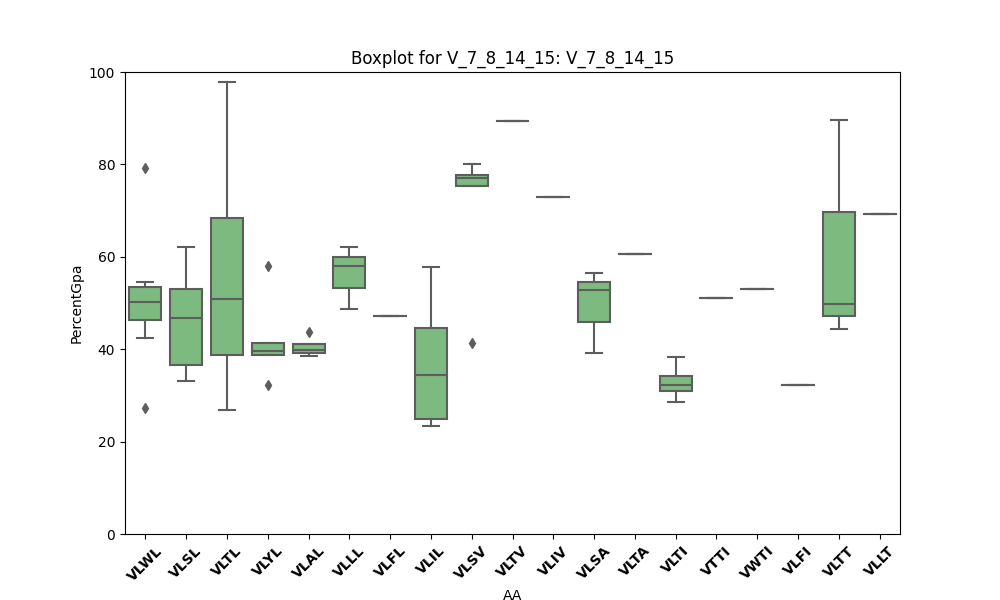 Boxplot for V_7_8_14_15: V_7_8_14_15
100
80
60
40
20
0
PercentGpa
VLWL VLSL VLTL VLYL VLAL VLLL VLFL VLIL VLSV VLTV VLIV VLSA VLTA VLTI VTTI VWTI VLFI VLTT VLLT
AA